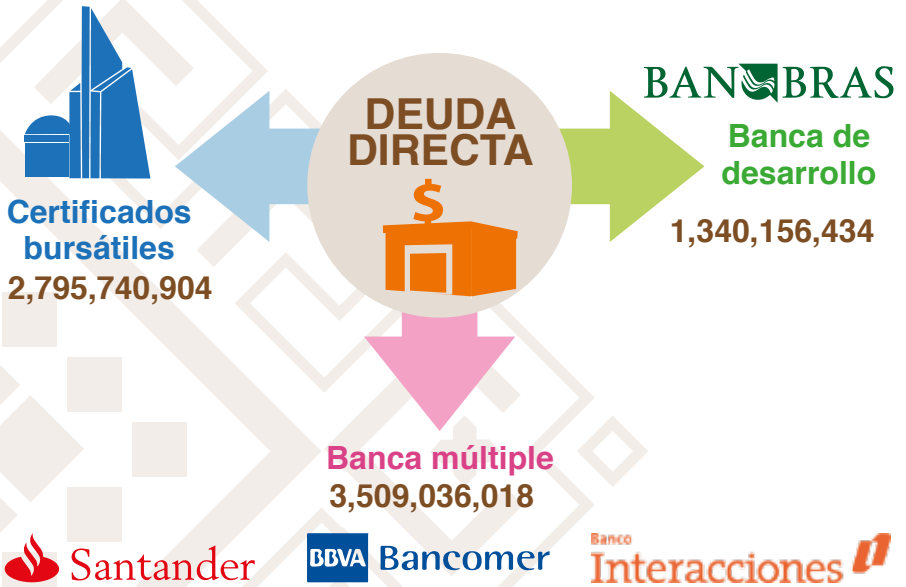 DEUDA
DIRECTA
$
Certificados
bursátiles
2,795,740,904
BANOBRAS
Banca de
desarrollo
1,340,156,434
Banca múltiple
3,509,036,018
Santander
BBVA Bancomer
Banco
Interacciones